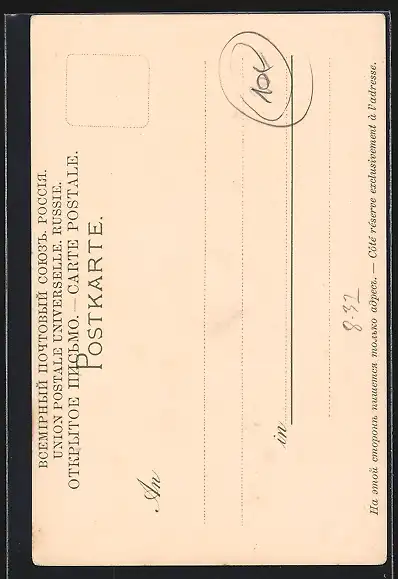 ВСЕМІРНЫЙ ПОЧТОВЫЙ СОЮЗЪ. РОССІЯ.
UNION POSTALE UNIVERSELLE. RUSSIE.
ОТКРЫТОЕ ПИСЬМО. — CARTE POSTALE.
POSTKARTE.
An
in
104
8.32
На этой сторонѣ пишется только адресъ. — Côté réservé exclusivement à l'adresse.